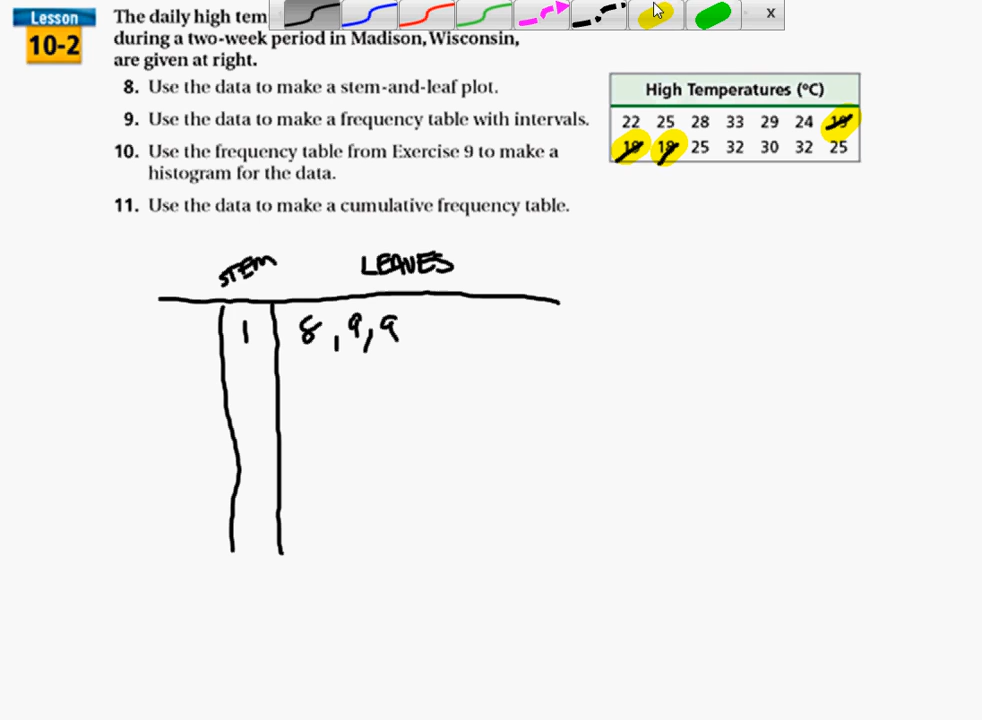 Lesson
10-2
The daily high tem
during a two-week period in Madison, Wisconsin,
are given at right.
8. Use the data to make a stem-and-leaf plot.
9. Use the data to make a frequency table with intervals.
10. Use the frequency table from Exercise 9 to make a
histogram for the data.
11. Use the data to make a cumulative frequency table.
X
High Temperatures (ºC)
22 25 28 33 29 24 19
25 32 30 32 25
STEM LEAVES
1 8, 9, 9